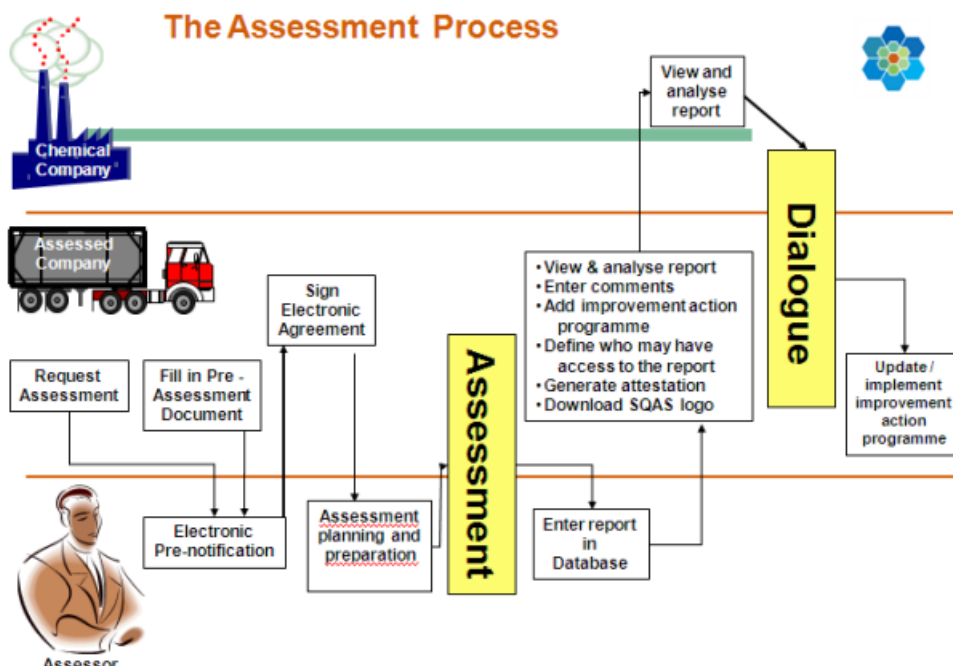 The Assessment Process
Chemical
Company
View and
analyse
report
Dialogue
Assessed
Company
Sign
Electronic
Agreement
• View & analyse report
• Enter comments
• Add improvement action
programme
• Define who may have
access to the report
• Generate attestation
• Download SQAS logo
Request
Assessment
Fill in Pre -
Assessment
Document
Assessment
Update /
implement
improvement
action
programme
Electronic
Pre-notification
Assessment
planning and
preparation
Enter report
in
Database
Assessor